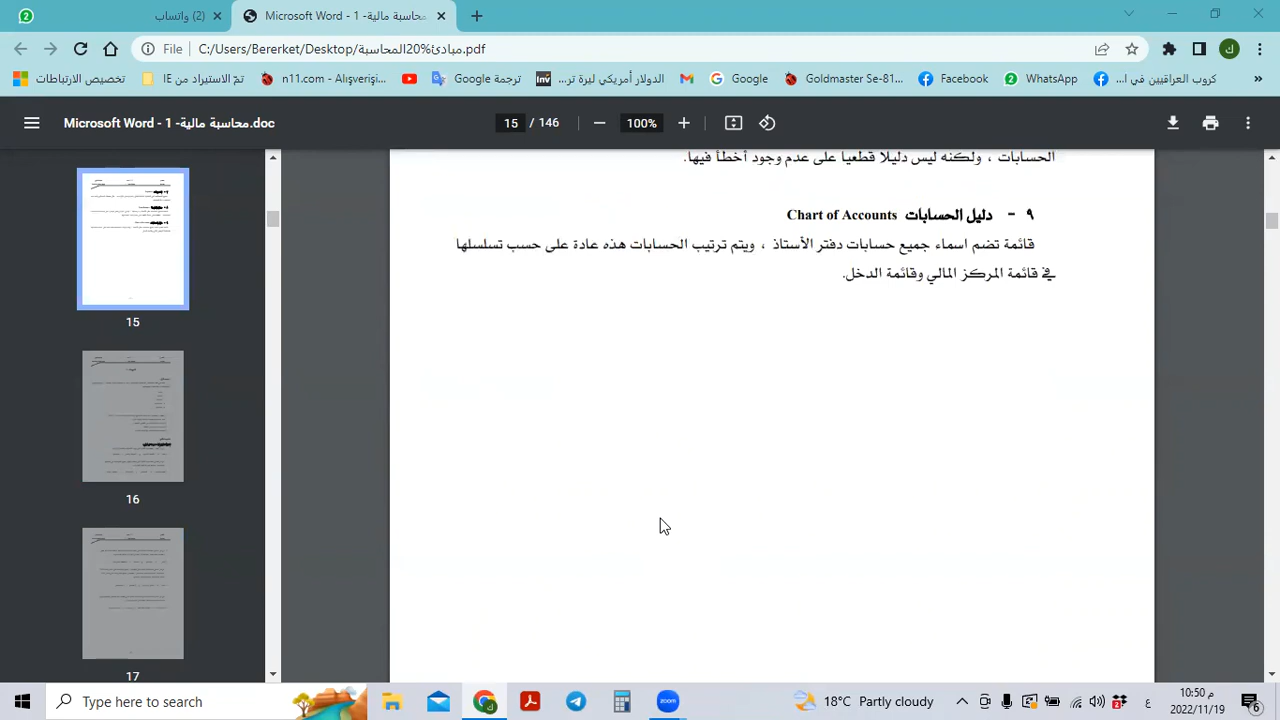 (2) واتساب
Microsoft Word - 1 -محاسبة مالية
File
C:/Users/Bererket/Desktop/مبادئ%20المحاسبة.pdf
ك
تخصيص الارتباطات
تمّ الاستيراد من IE
n11.com - Alışverişi...
ترجمة Google
الدولار أمريكي ليرة تر...
Google
Goldmaster Se-81...
Facebook
WhatsApp
كروب العراقيين في ا...
»
Microsoft Word - 1 -محاسبة مالية.doc
15 / 146
100%
الحسابات ، ولكنه ليس دليلا قطعيا على عدم وجود أخطأ فيها.
٩ - دليل الحسابات Chart of Accounts
قائمة تضم اسماء جميع حسابات دفتر الأستاذ ، ويتم ترتيب الحسابات هذه عادة على حسب تسلسلها
في قائمة المركز المالي وقائمة الدخل.
15
16
17
Type here to search
zoom
18°C Partly cloudy
2
ع
10:50 م
2022/11/19
6